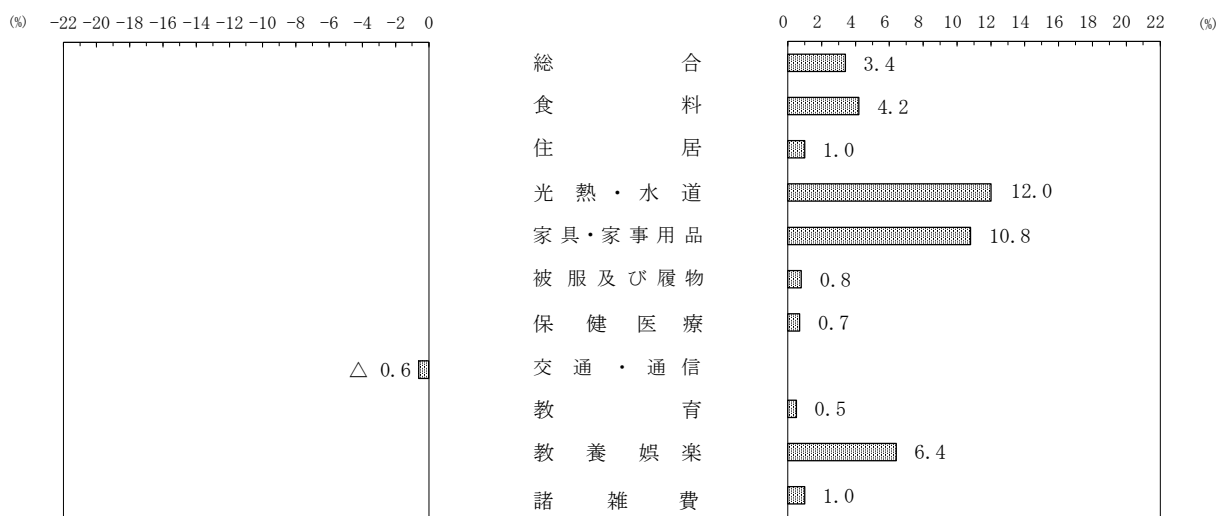 (%) −22 −20 −18 −16 −14 −12 −10 −8 −6 −4 −2 0 0 2 4 6 8 10 12 14 16 18 20 22 (%)
総合 3.4
食料 4.2
住居 1.0
光熱・水道 12.0
家具・家事用品 10.8
被服及び履物 0.8
保健医療 0.7
△ 0.6 交通・通信
教育 0.5
教養娯楽 6.4
諸雑費 1.0